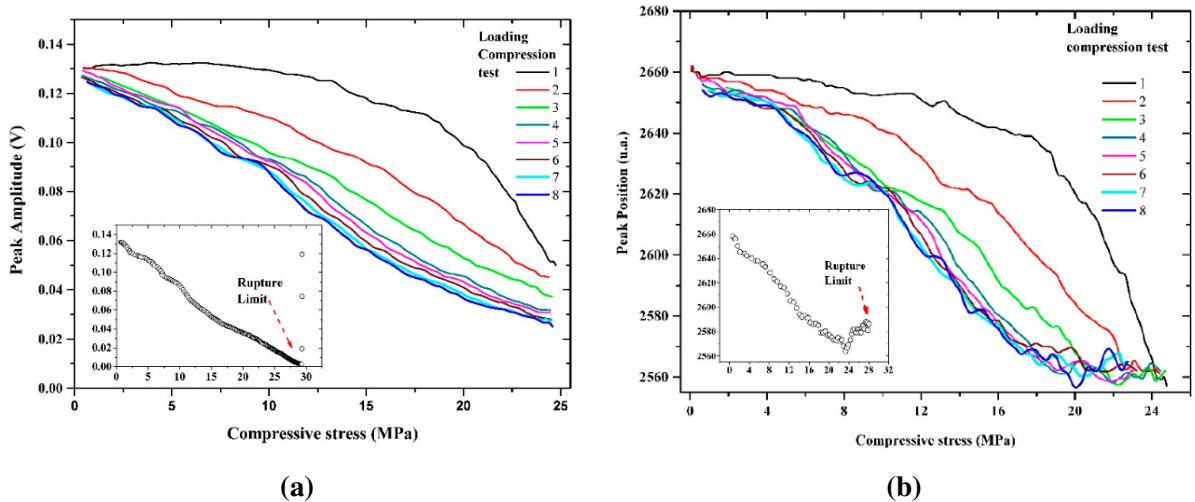 Loading
Compression
test
1
2
3
4
5
6
7
8
0.14
0.12
0.10
0.08
0.06
0.04
0.02
0.00
Peak Amplitude (V)
0 5 10 15 20 25
Compressive stress (MPa)
0.14
0.12
0.10
0.08
0.06
0.04
0.02
0.00
0 5 10 15 20 25 30
Rupture
Limit
(a)
Loading
compression test
1
2
3
4
5
6
7
8
2680
2660
2640
2620
2600
2580
2560
Peak Position (u.a.)
0 4 8 12 16 20 24
Compressive stress (MPa)
2680
2660
2640
2620
2600
2580
2560
0 4 8 12 16 20 24 28 32
Rupture
Limit
(b)